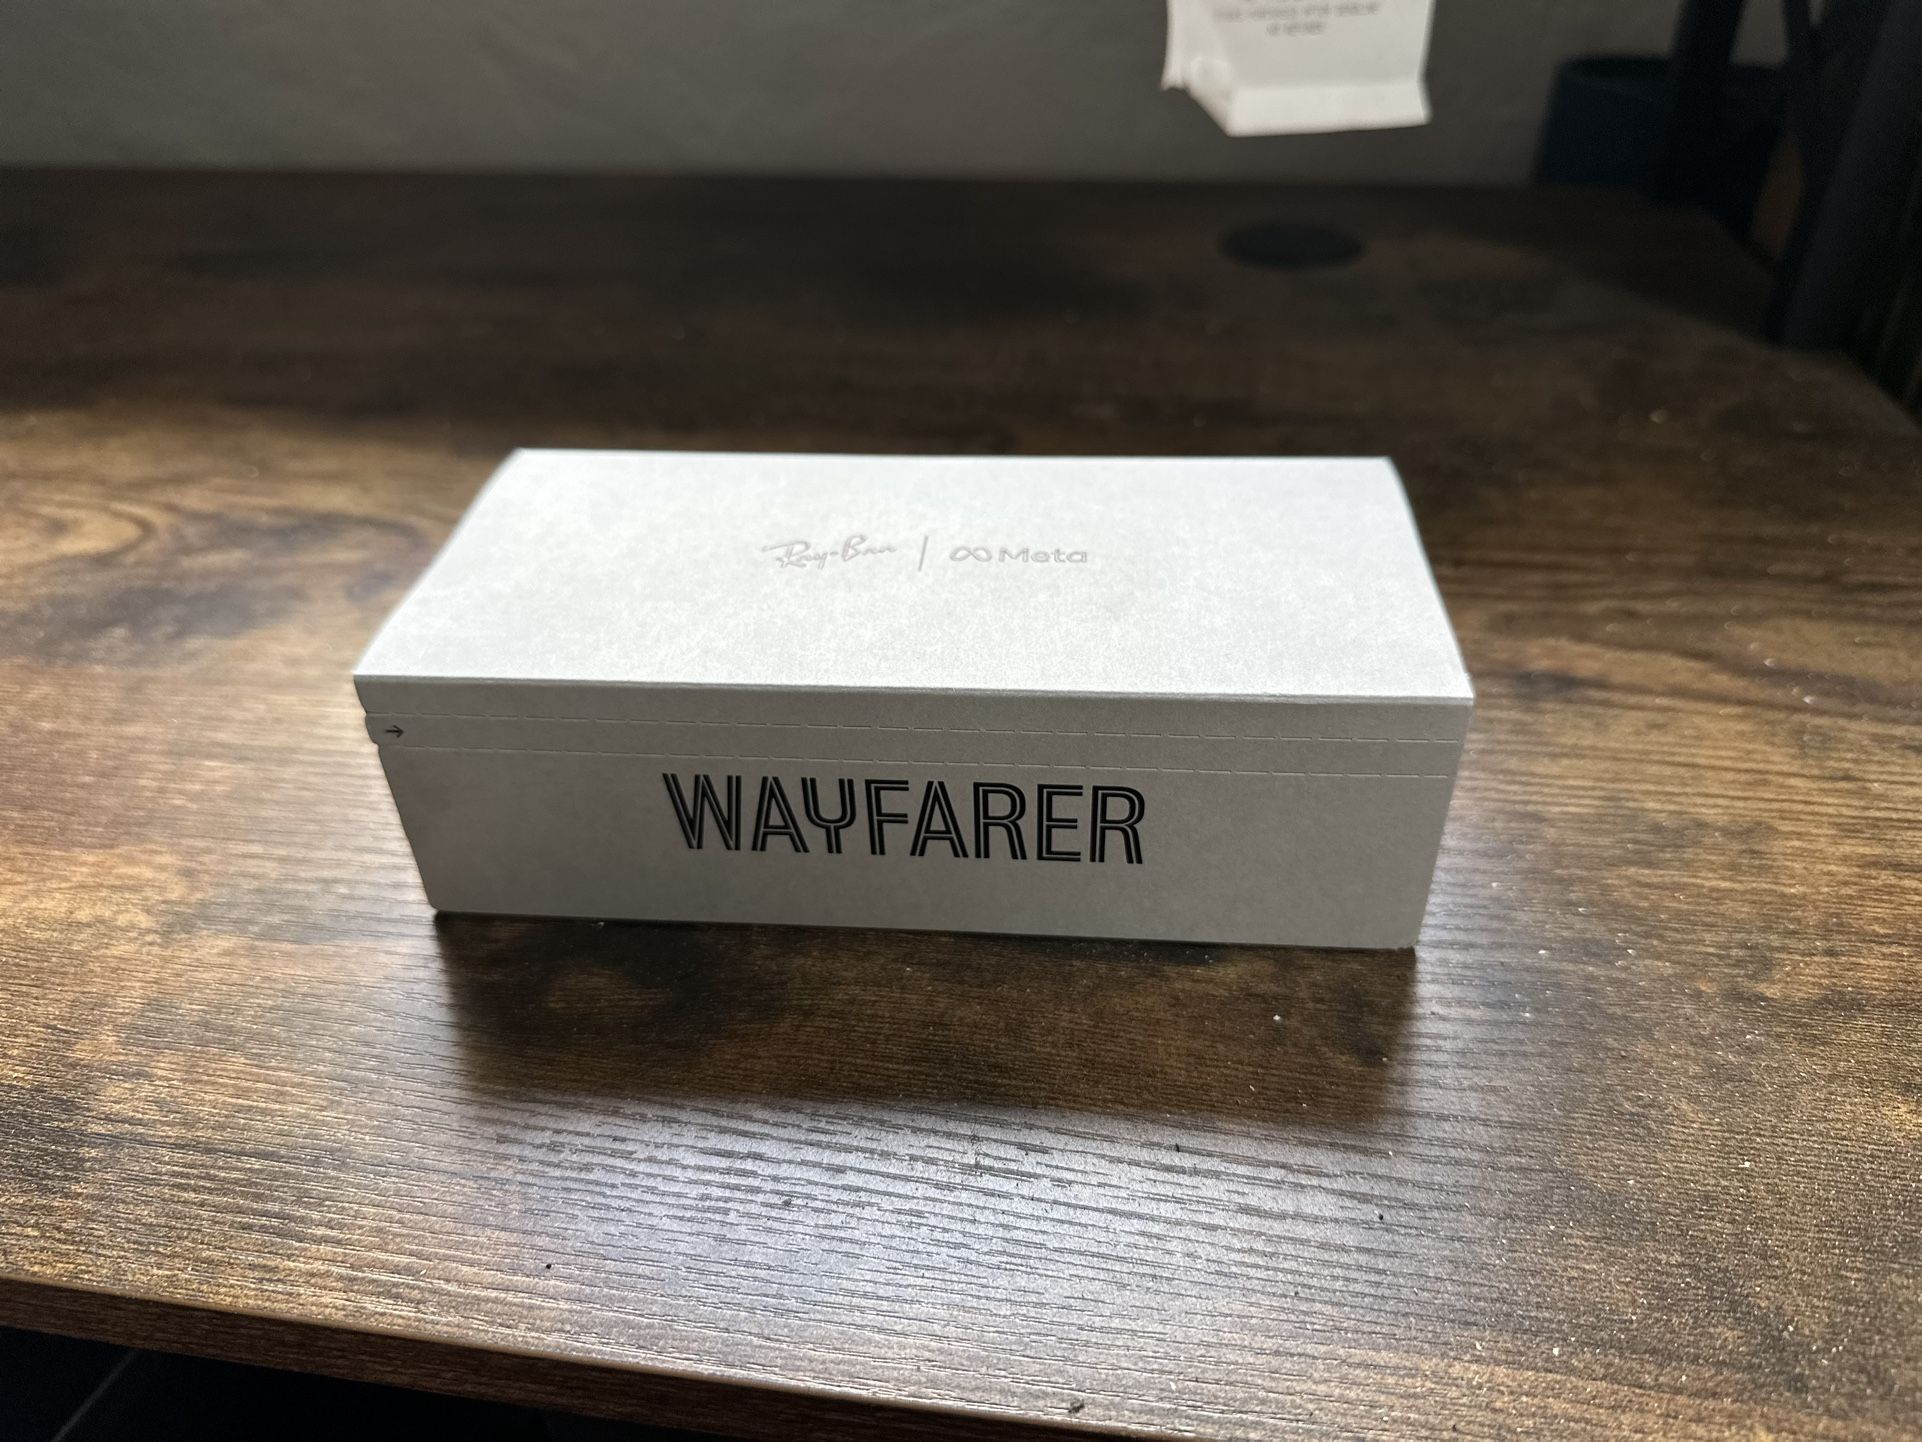 Ray-Ban | ∞ Meta
→
WAYFARER